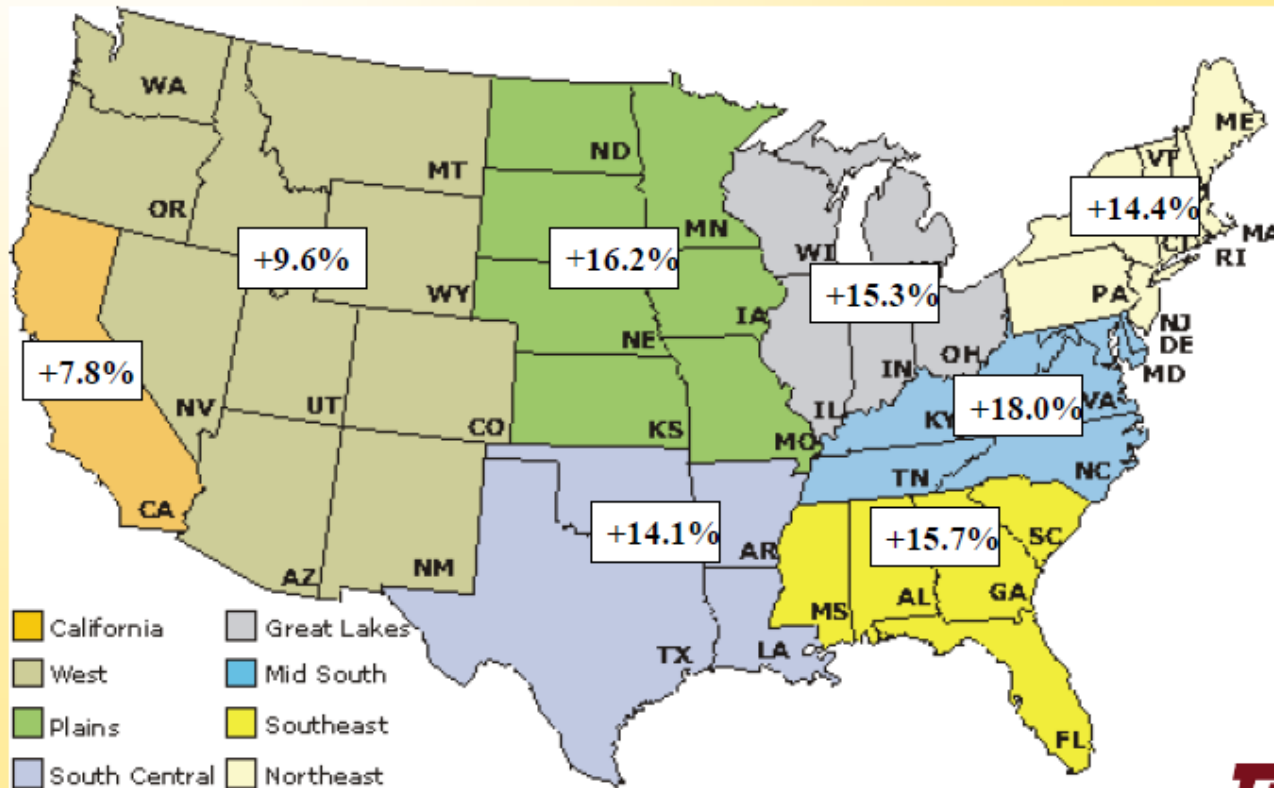 WA
ME
VT
ND
MT
+14.4%
OR
MN
MA
WI
CT
RI
+9.6%
+16.2%
WY
+15.3%
PA
IA
NJ
NE
DE
OH
MD
+7.8%
IN
VA
NV
UT
IL
KY
+18.0%
CO
KS
MO
NC
TN
CA
+14.1%
AR
+15.7%
SC
AZ
NM
MS
AL
GA
TX
LA
FL
California
Great Lakes
West
Mid South
Plains
Southeast
South Central
Northeast